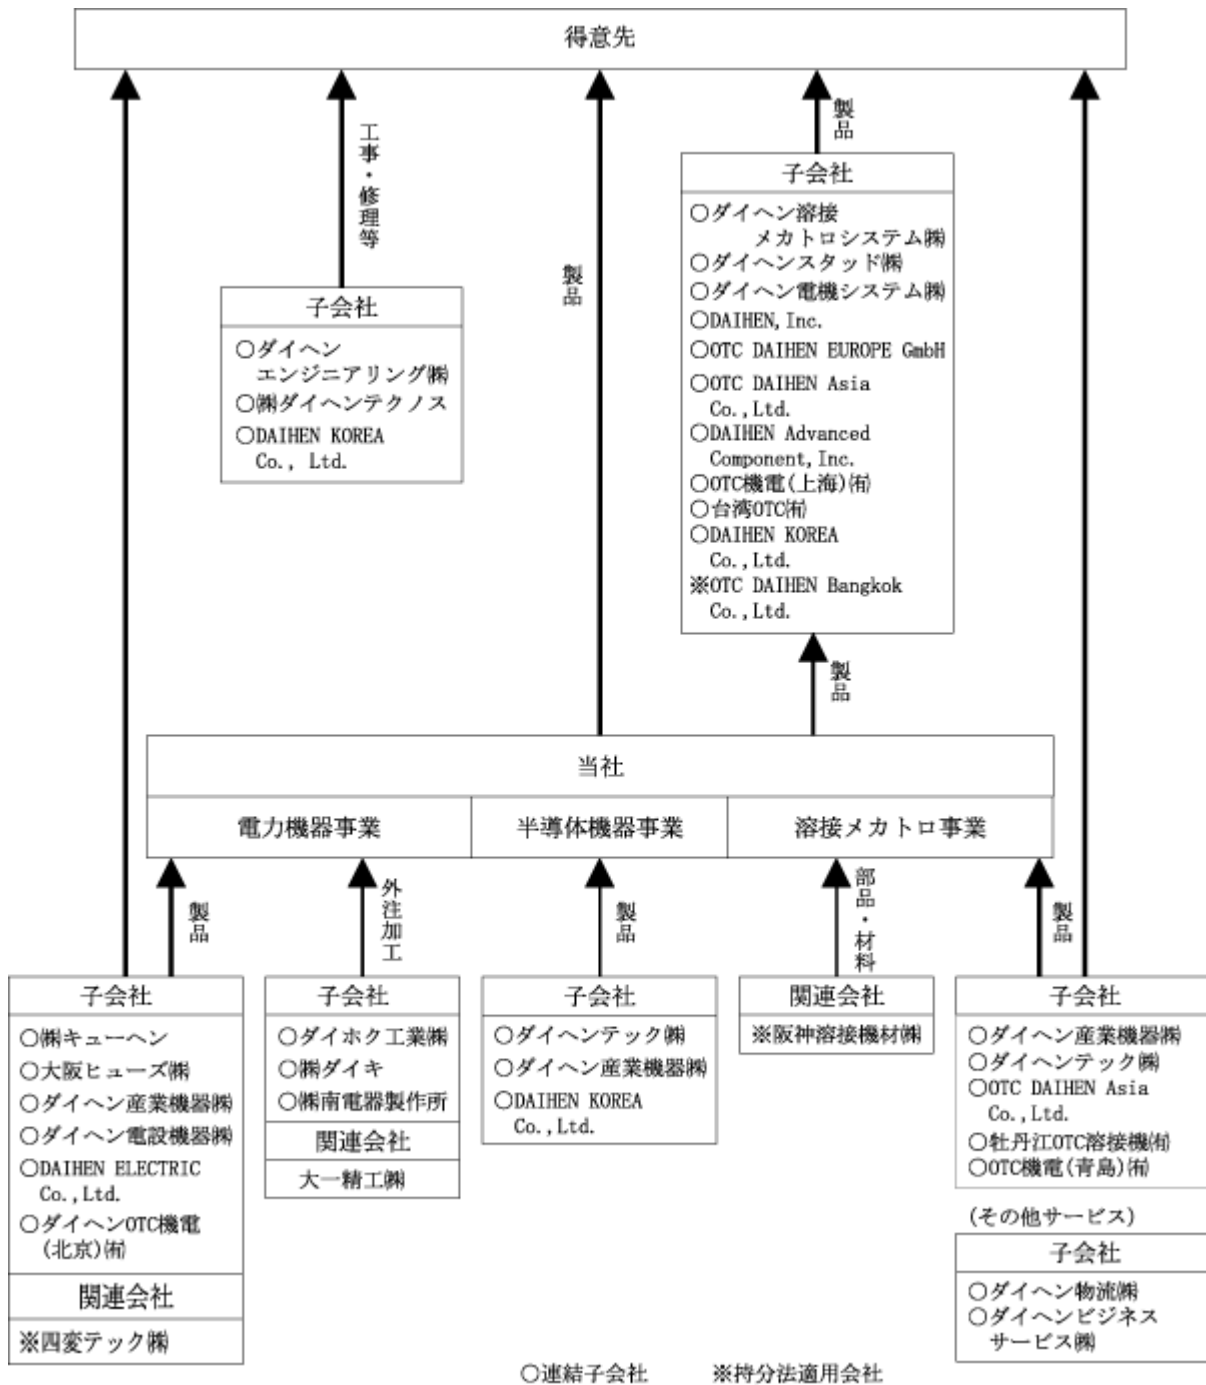 得意先
工事・修理等
製品
製品
子会社
○ダイヘン溶接
メカトロシステム㈱
○ダイヘンスタッド㈱
○ダイヘン電機システム㈱
○DAIHEN, Inc.
○OTC DAIHEN EUROPE GmbH
○OTC DAIHEN Asia
Co., Ltd.
○DAIHEN Advanced
Component, Inc.
○OTC機電(上海)㈲
○台湾OTC㈲
○DAIHEN KOREA
Co., Ltd.
※OTC DAIHEN Bangkok
Co., Ltd.
子会社
○ダイヘン
エンジニアリング㈱
○㈱ダイヘンテクノス
○DAIHEN KOREA
Co., Ltd.
製品
当社
電力機器事業
半導体機器事業
溶接メカトロ事業
製品
外注加工
製品
部品・材料
製品
子会社
○㈱キューヘン
○大阪ヒューズ㈱
○ダイヘン産業機器㈱
○ダイヘン電設機器㈱
○DAIHEN ELECTRIC
Co., Ltd.
○ダイヘンOTC機電
(北京)㈲
関連会社
※四変テック㈱
子会社
○ダイホク工業㈱
○㈱ダイキ
○㈱南電器製作所
関連会社
大一精工㈱
子会社
○ダイヘンテック㈱
○ダイヘン産業機器㈱
○DAIHEN KOREA
Co., Ltd.
関連会社
※阪神溶接機材㈱
子会社
○ダイヘン産業機器㈱
○ダイヘンテック㈱
○OTC DAIHEN Asia
Co., Ltd.
○牡丹江OTC溶接機㈲
○OTC機電(青島)㈲
(その他サービス)
子会社
○ダイヘン物流㈱
○ダイヘンビジネス
サービス㈱
○連結子会社
※持分法適用会社